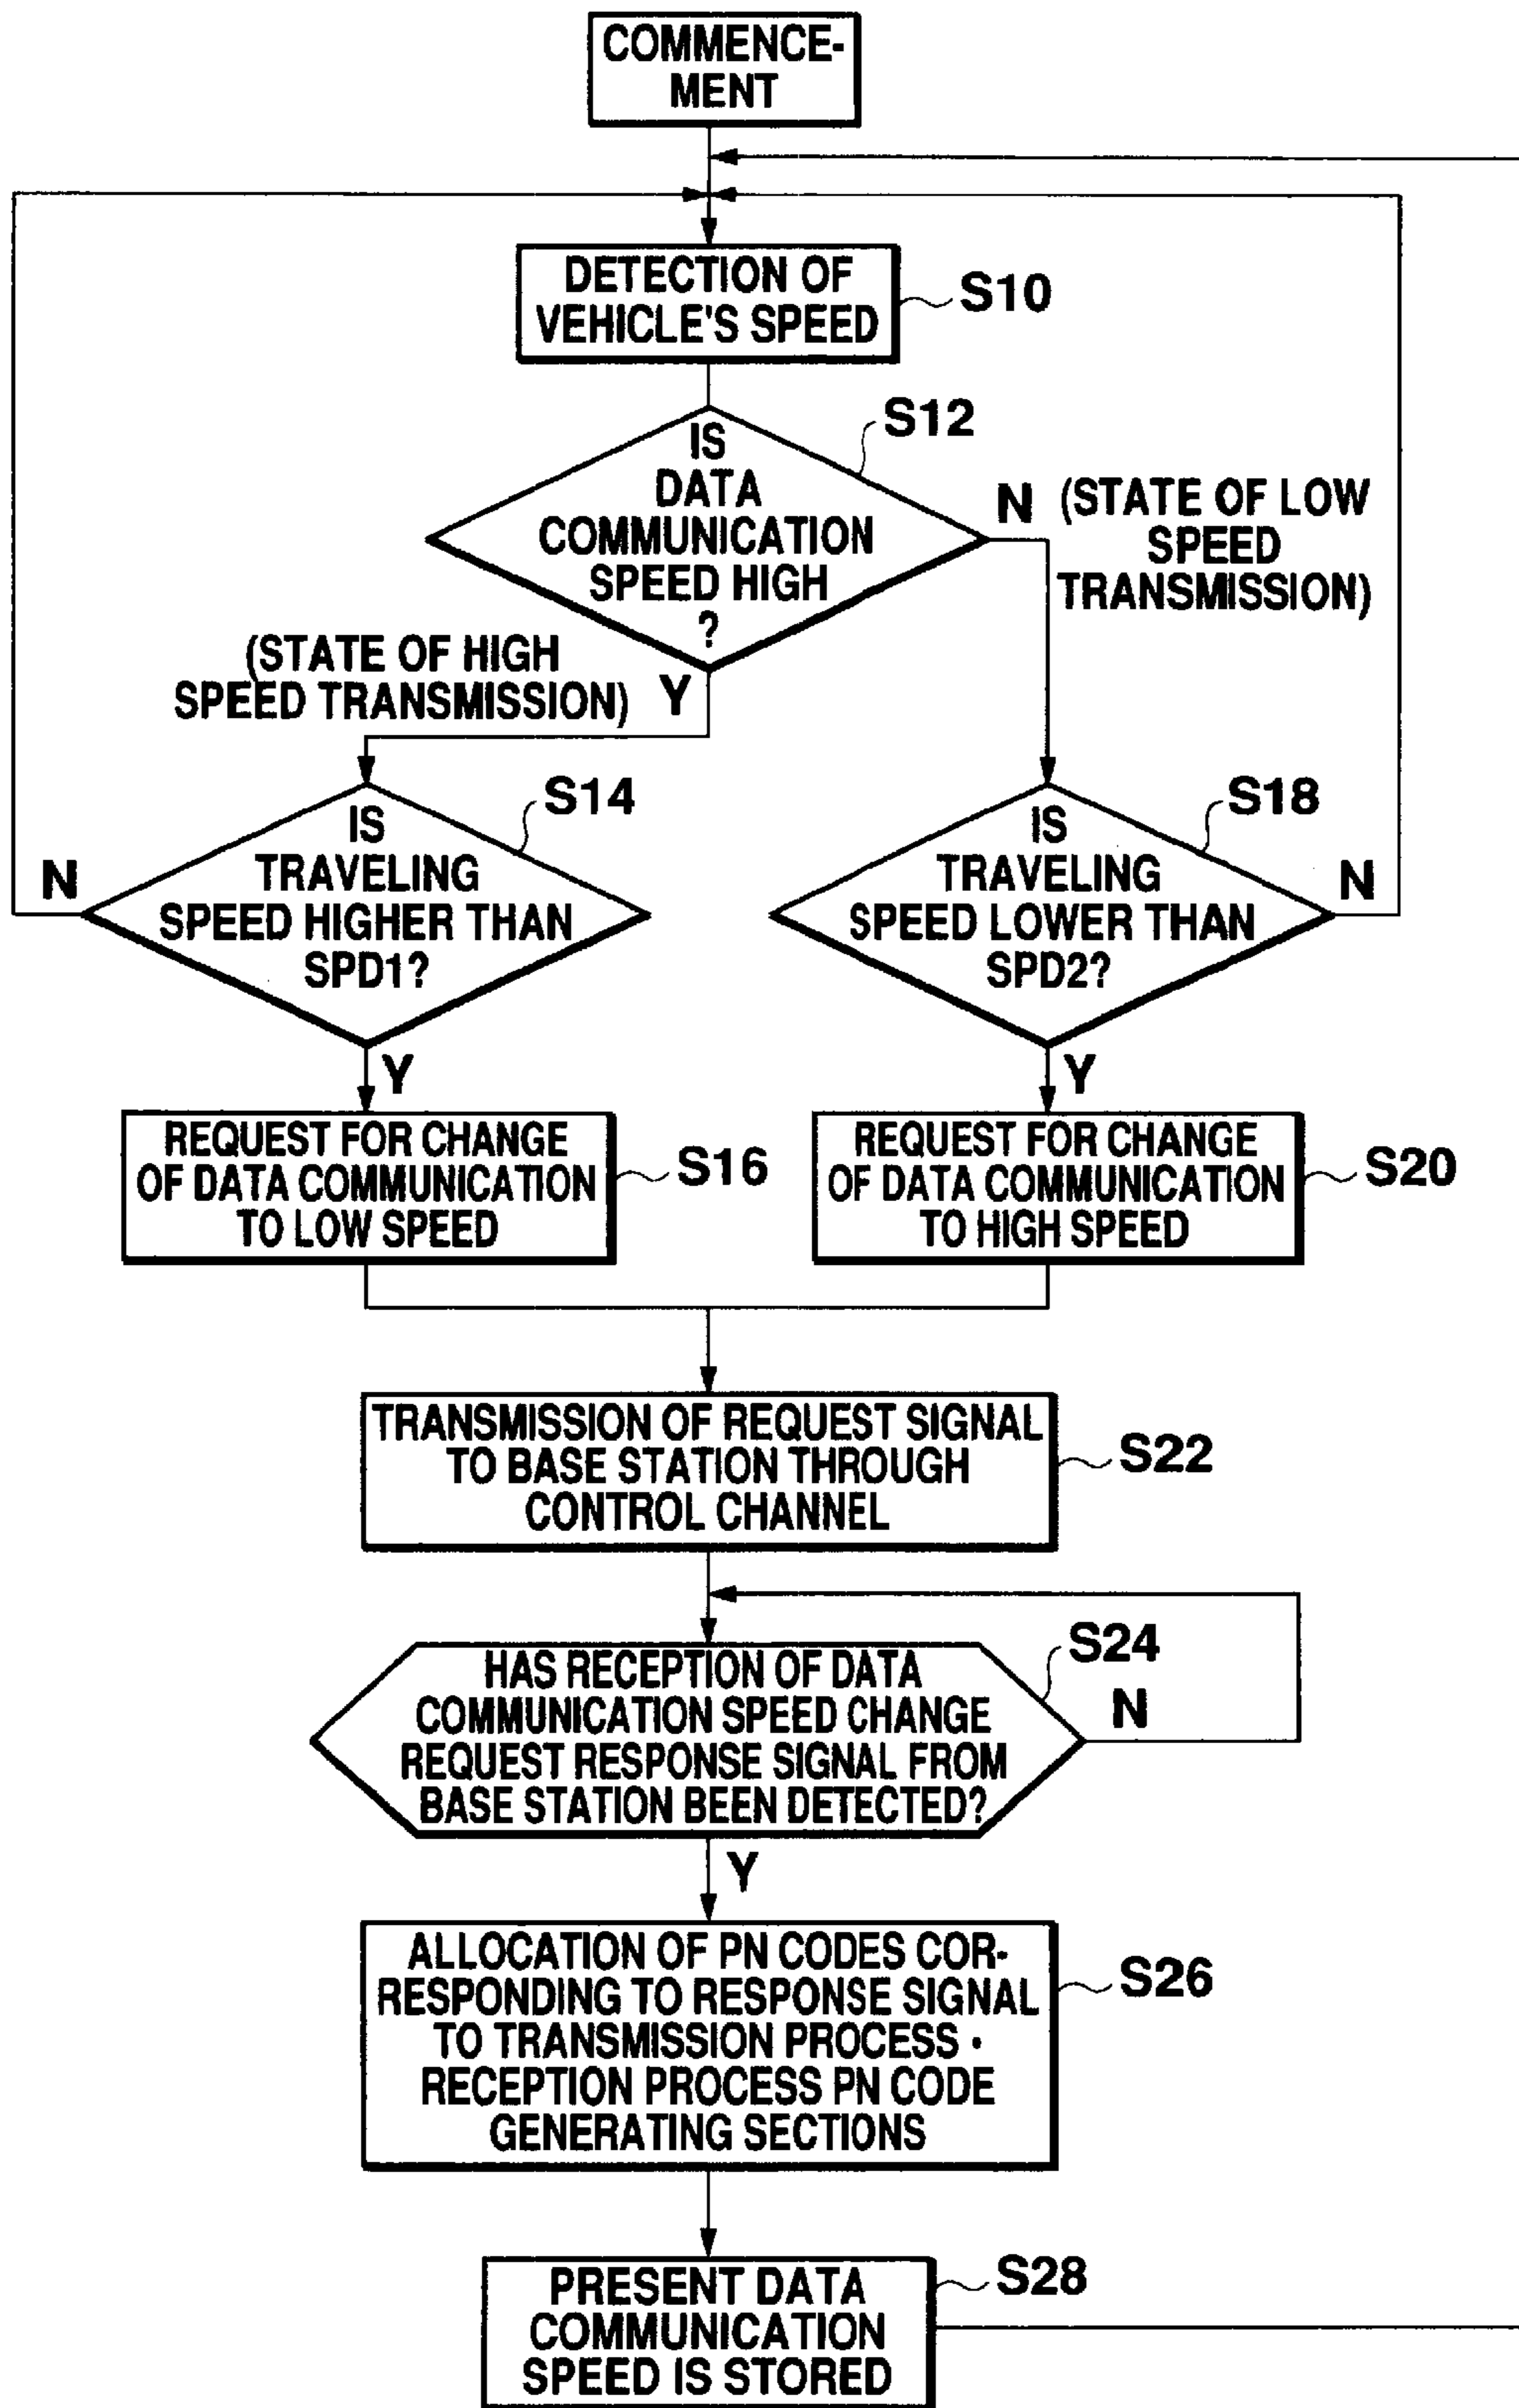 COMMENCE-
MENT
DETECTION OF
VEHICLE'S SPEED
S10
S12
IS
DATA
COMMUNICATION
SPEED HIGH
?
N
(STATE OF LOW
SPEED
TRANSMISSION)
(STATE OF HIGH
SPEED TRANSMISSION)
Y
S14
IS
TRAVELING
SPEED HIGHER THAN
SPD1?
N
Y
S18
IS
TRAVELING
SPEED LOWER THAN
SPD2?
N
Y
REQUEST FOR CHANGE
OF DATA COMMUNICATION
TO LOW SPEED
S16
REQUEST FOR CHANGE
OF DATA COMMUNICATION
TO HIGH SPEED
S20
TRANSMISSION OF REQUEST SIGNAL
TO BASE STATION THROUGH
CONTROL CHANNEL
S22
S24
HAS RECEPTION OF DATA
COMMUNICATION SPEED CHANGE
REQUEST RESPONSE SIGNAL FROM
BASE STATION BEEN DETECTED?
N
Y
ALLOCATION OF PN CODES COR-
RESPONDING TO RESPONSE SIGNAL
TO TRANSMISSION PROCESS ·
RECEPTION PROCESS PN CODE
GENERATING SECTIONS
S26
PRESENT DATA
COMMUNICATION
SPEED IS STORED
S28